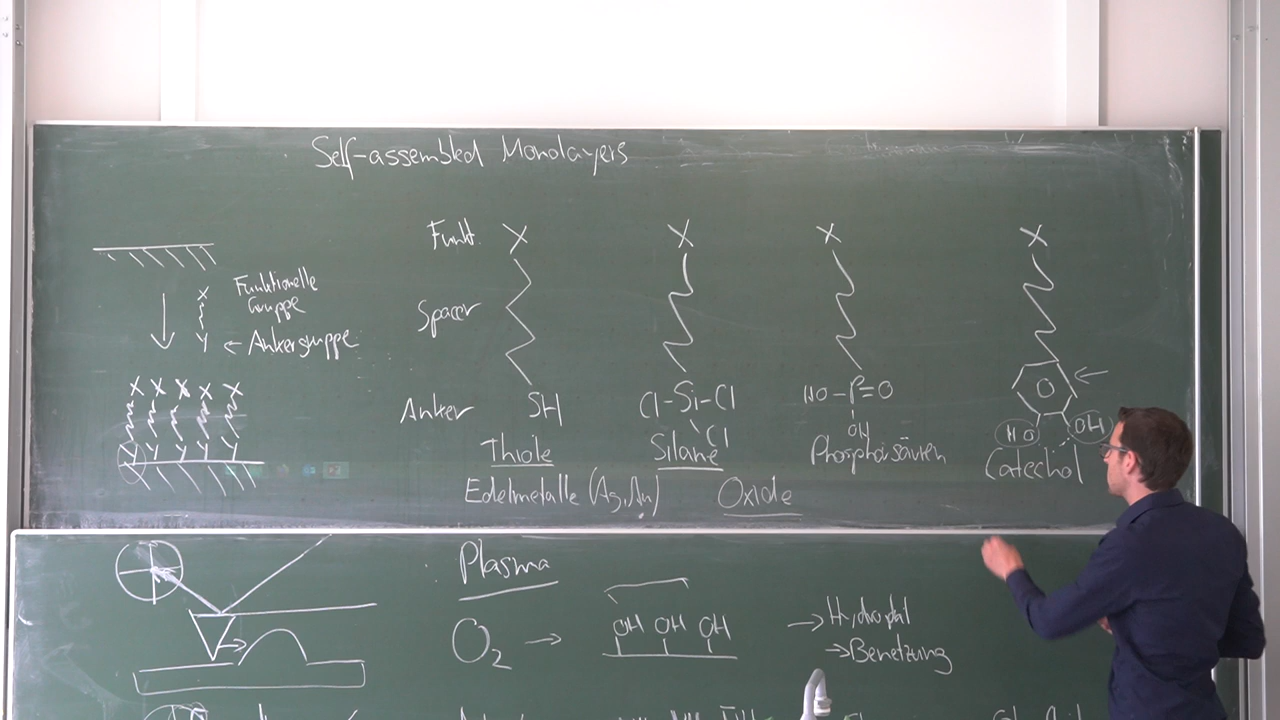 Self-assembled Monolayers
Funkt. X X X X
X Funktionelle
Gruppe
Spacer
Y ← Ankergruppe
X X X X X
Y Y Y Y Y
Anker SH Cl-Si-Cl HO-P=O
Cl OH HO OH
Thiole Silane Phosphorsäuren Catechol
Edelmetalle (Ag, Au) Oxide
Plasma
O2 → OH OH OH → Hydrophil
→ Benetzung